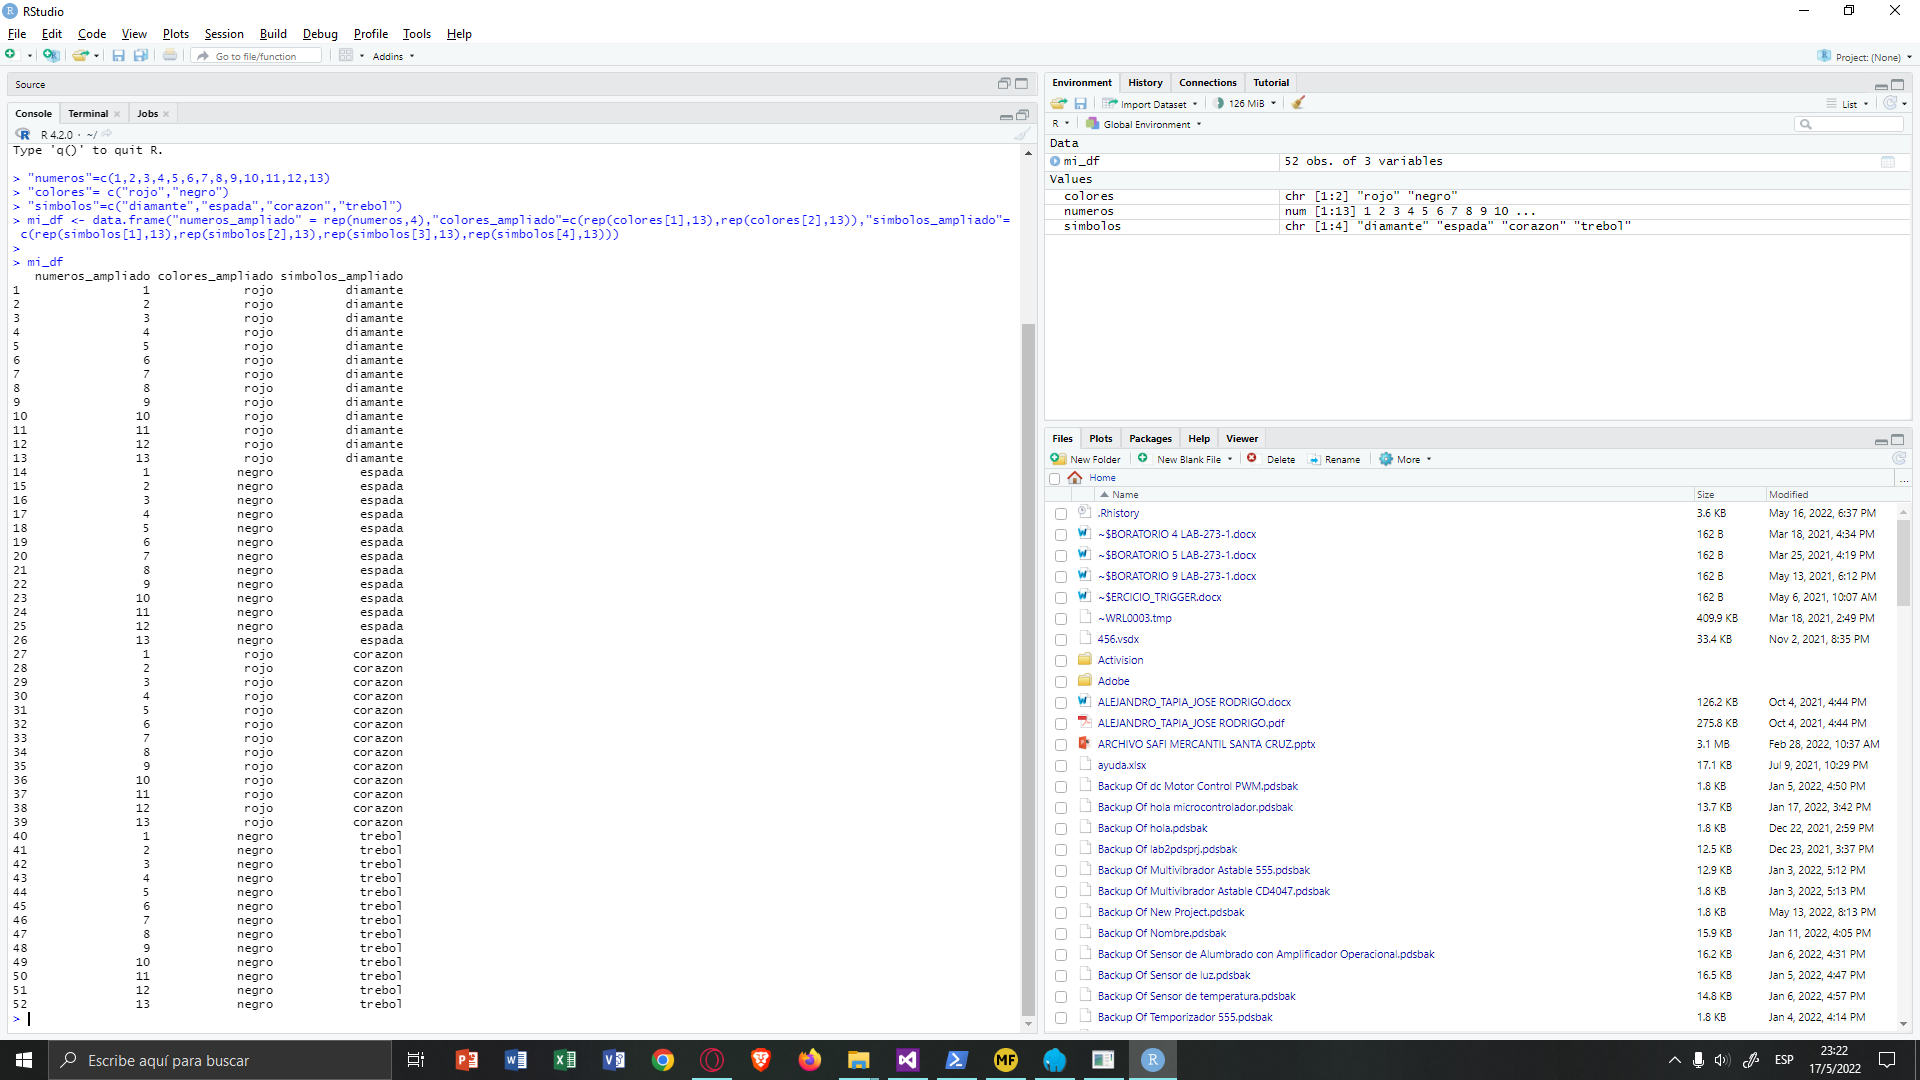 RStudio
File Edit Code View Plots Session Build Debug Profile Tools Help
Go to file/function Addins Project: (None)
Source
Console Terminal Jobs
R 4.2.0 · ~/
Type 'q()' to quit R.
> "numeros"=c(1,2,3,4,5,6,7,8,9,10,11,12,13)
> "colores"= c("rojo","negro")
> "simbolos"=c("diamante","espada","corazon","trebol")
> mi_df <- data.frame("numeros_ampliado" = rep(numeros,4),"colores_ampliado"=c(rep(colores[1],13),rep(colores[2],13)),"simbolos_ampliado"=
c(rep(simbolos[1],13),rep(simbolos[2],13),rep(simbolos[3],13),rep(simbolos[4],13)))
>
> mi_df
numeros_ampliado colores_ampliado simbolos_ampliado
1 1 rojo diamante
2 2 rojo diamante
3 3 rojo diamante
4 4 rojo diamante
5 5 rojo diamante
6 6 rojo diamante
7 7 rojo diamante
8 8 rojo diamante
9 9 rojo diamante
10 10 rojo diamante
11 11 rojo diamante
12 12 rojo diamante
13 13 rojo diamante
14 1 negro espada
15 2 negro espada
16 3 negro espada
17 4 negro espada
18 5 negro espada
19 6 negro espada
20 7 negro espada
21 8 negro espada
22 9 negro espada
23 10 negro espada
24 11 negro espada
25 12 negro espada
26 13 negro espada
27 1 rojo corazon
28 2 rojo corazon
29 3 rojo corazon
30 4 rojo corazon
31 5 rojo corazon
32 6 rojo corazon
33 7 rojo corazon
34 8 rojo corazon
35 9 rojo corazon
36 10 rojo corazon
37 11 rojo corazon
38 12 rojo corazon
39 13 rojo corazon
40 1 negro trebol
41 2 negro trebol
42 3 negro trebol
43 4 negro trebol
44 5 negro trebol
45 6 negro trebol
46 7 negro trebol
47 8 negro trebol
48 9 negro trebol
49 10 negro trebol
50 11 negro trebol
51 12 negro trebol
52 13 negro trebol
>
Environment History Connections Tutorial
Import Dataset 126 MiB List
R Global Environment
Data
mi_df 52 obs. of 3 variables
Values
colores chr [1:2] "rojo" "negro"
numeros num [1:13] 1 2 3 4 5 6 7 8 9 10 ...
simbolos chr [1:4] "diamante" "espada" "corazon" "trebol"
Files Plots Packages Help Viewer
New Folder New Blank File Delete Rename More
Home ...
Name Size Modified
.Rhistory 3.6 KB May 16, 2022, 6:37 PM
~$BORATORIO 4 LAB-273-1.docx 162 B Mar 18, 2021, 4:34 PM
~$BORATORIO 5 LAB-273-1.docx 162 B Mar 25, 2021, 4:19 PM
~$BORATORIO 9 LAB-273-1.docx 162 B May 13, 2021, 6:12 PM
~$ERCICIO_TRIGGER.docx 162 B May 6, 2021, 10:07 AM
~WRL0003.tmp 409.9 KB Mar 18, 2021, 2:49 PM
456.vsdx 33.4 KB Nov 2, 2021, 8:35 PM
Activision
Adobe
ALEJANDRO_TAPIA_JOSE RODRIGO.docx 126.2 KB Oct 4, 2021, 4:44 PM
ALEJANDRO_TAPIA_JOSE RODRIGO.pdf 275.8 KB Oct 4, 2021, 4:44 PM
ARCHIVO SAFI MERCANTIL SANTA CRUZ.pptx 3.1 MB Feb 28, 2022, 10:37 AM
ayuda.xlsx 17.1 KB Jul 9, 2021, 10:29 PM
Backup Of dc Motor Control PWM.pdsbak 1.8 KB Jan 5, 2022, 4:50 PM
Backup Of hola microcontrolador.pdsbak 13.7 KB Jan 17, 2022, 3:42 PM
Backup Of hola.pdsbak 1.8 KB Dec 22, 2021, 2:59 PM
Backup Of lab2pdsprj.pdsbak 12.5 KB Dec 23, 2021, 3:37 PM
Backup Of Multivibrador Astable 555.pdsbak 12.9 KB Jan 3, 2022, 5:12 PM
Backup Of Multivibrador Astable CD4047.pdsbak 1.8 KB Jan 3, 2022, 5:13 PM
Backup Of New Project.pdsbak 1.8 KB May 13, 2022, 8:13 PM
Backup Of Nombre.pdsbak 15.9 KB Jan 11, 2022, 4:05 PM
Backup Of Sensor de Alumbrado con Amplificador Operacional.pdsbak 16.2 KB Jan 6, 2022, 4:31 PM
Backup Of Sensor de luz.pdsbak 16.5 KB Jan 5, 2022, 4:47 PM
Backup Of Sensor de temperatura.pdsbak 14.8 KB Jan 6, 2022, 4:57 PM
Backup Of Temporizador 555.pdsbak 1.8 KB Jan 4, 2022, 4:14 PM
Escribe aquí para buscar
MF
ESP
23:22
17/5/2022